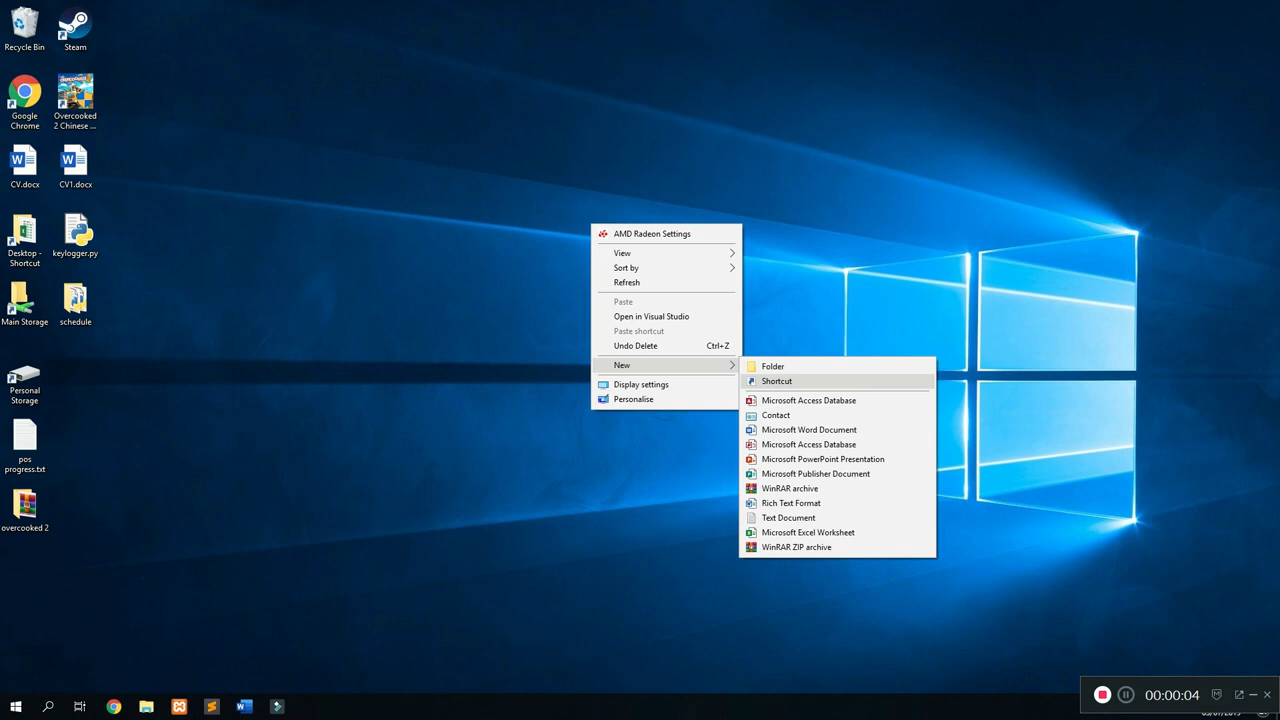 Recycle Bin
Steam
Google
Chrome
Overcooked
2 Chinese ...
CV.docx
CV1.docx
Desktop -
Shortcut
keylogger.py
Main Storage
schedule
Personal
Storage
pos
progress.txt
overcooked 2
AMD Radeon Settings
View
Sort by
Refresh
Paste
Open in Visual Studio
Paste shortcut
Undo Delete Ctrl+Z
New
Display settings
Personalise
Folder
Shortcut
Microsoft Access Database
Contact
Microsoft Word Document
Microsoft Access Database
Microsoft PowerPoint Presentation
Microsoft Publisher Document
WinRAR archive
Rich Text Format
Text Document
Microsoft Excel Worksheet
WinRAR ZIP archive
00:00:04